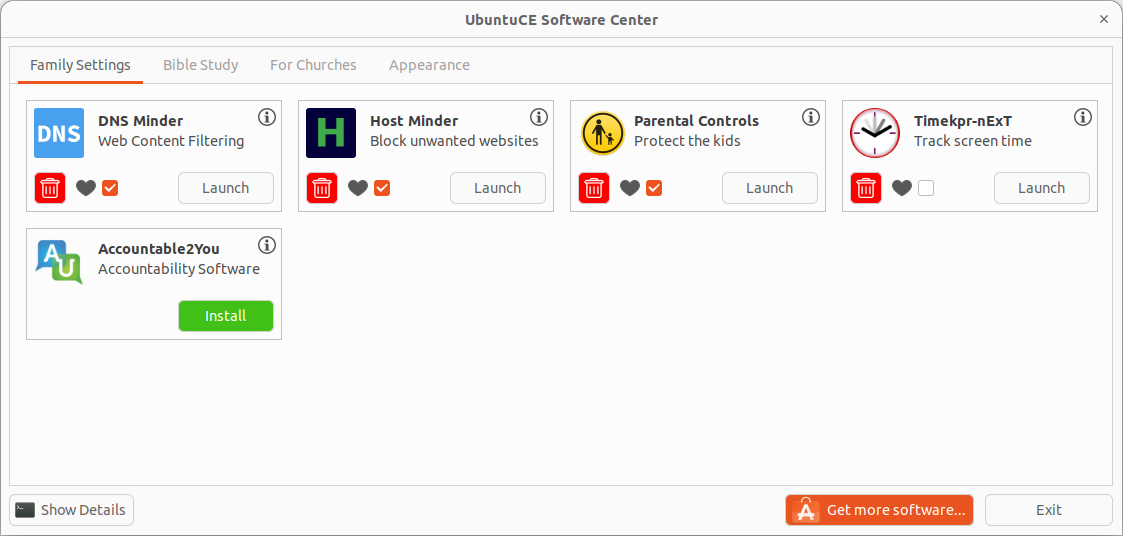 UbuntuCE Software Center
Family Settings
Bible Study
For Churches
Appearance
DNS
DNS Minder
Web Content Filtering
Launch
H
Host Minder
Block unwanted websites
Launch
Parental Controls
Protect the kids
Launch
Timekpr-nExT
Track screen time
Launch
A
U
Accountable2You
Accountability Software
Install
Show Details
Get more software...
Exit